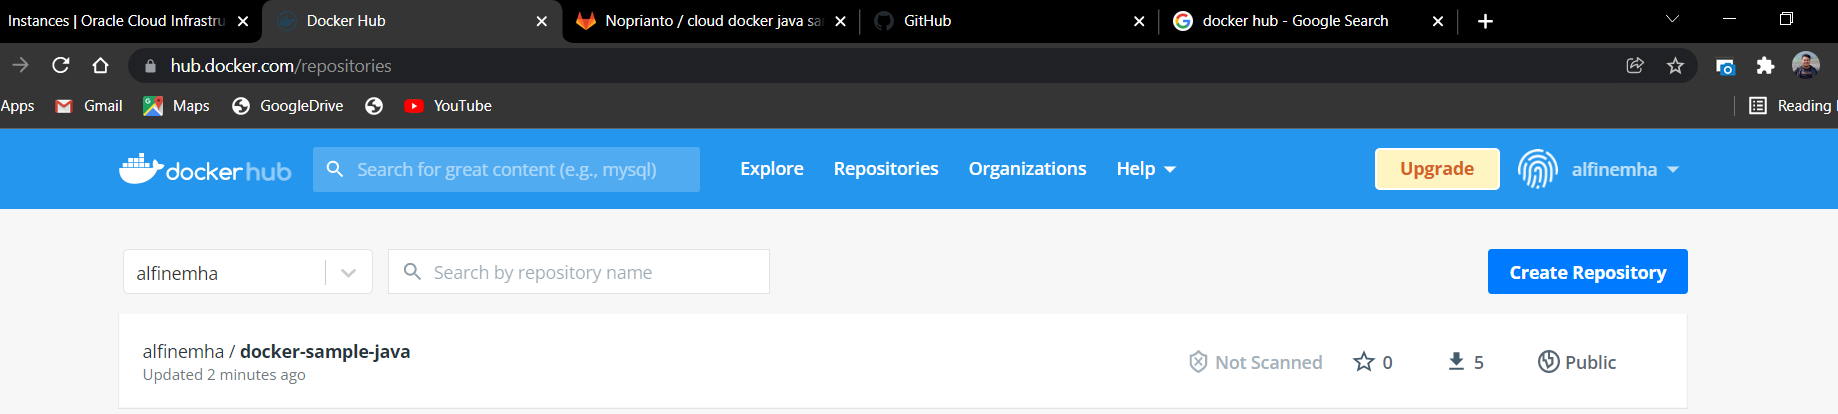 Instances | Oracle Cloud Infrastru
Docker Hub
Noprianto / cloud docker java sa
GitHub
docker hub - Google Search
hub.docker.com/repositories
Apps
Gmail
Maps
GoogleDrive
YouTube
Reading
docker hub
Search for great content (e.g., mysql)
Explore
Repositories
Organizations
Help
Upgrade
alfinemha
alfinemha
Search by repository name
Create Repository
alfinemha / docker-sample-java
Updated 2 minutes ago
Not Scanned
0
5
Public